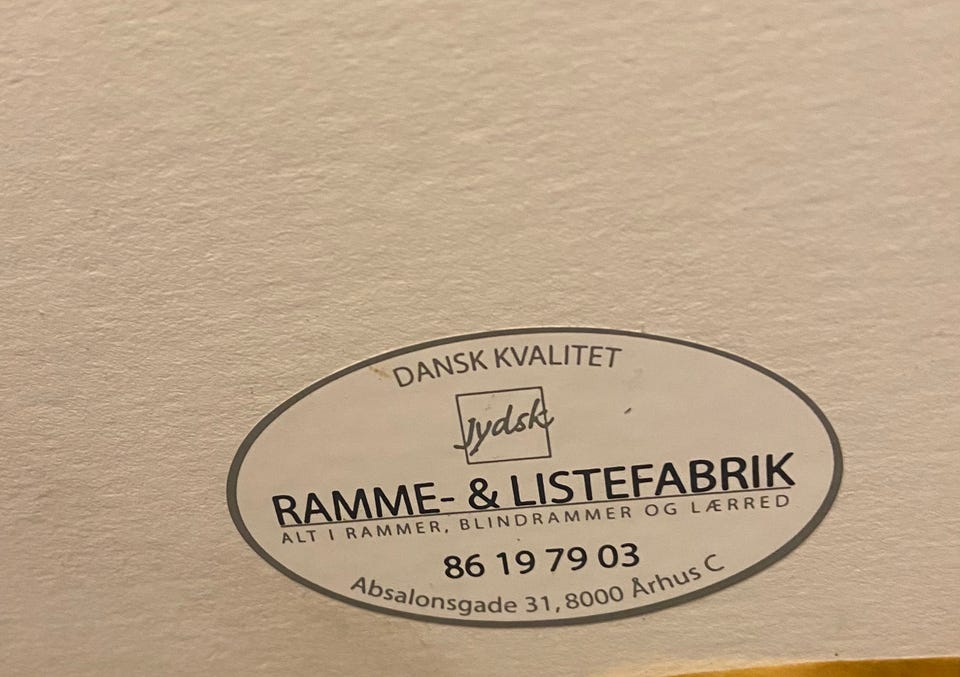 DANSK KVALITET
Jydsk
RAMME- & LISTEFABRIK
ALT I RAMMER, BLINDRAMMER OG LÆRRED
86 19 79 03
Absalonsgade 31, 8000 Århus C